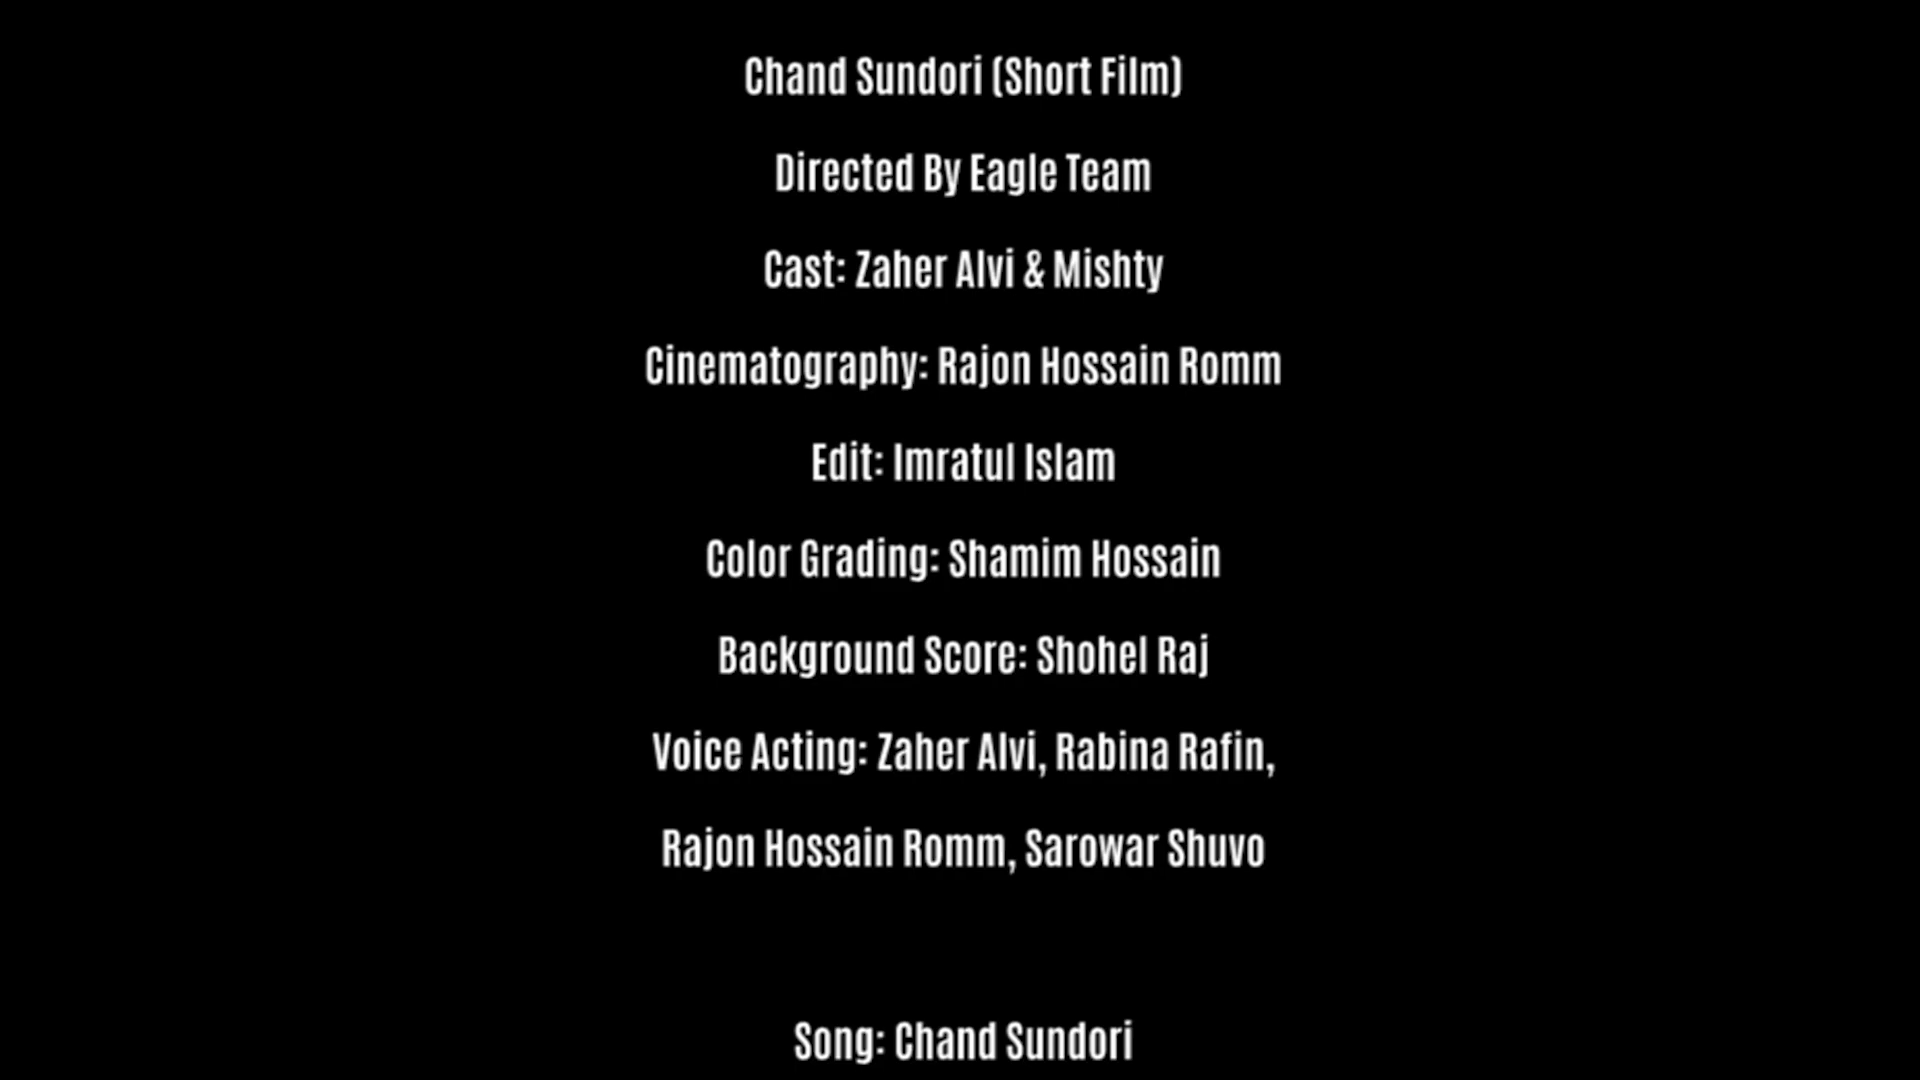 Chand Sundori (Short Film)
Directed By Eagle Team
Cast: Zaher Alvi & Mishty
Cinematography: Rajon Hossain Romm
Edit: Imratul Islam
Color Grading: Shamim Hossain
Background Score: Shohel Raj
Voice Acting: Zaher Alvi, Rabina Rafin,
Rajon Hossain Romm, Sarowar Shuvo
Song: Chand Sundori